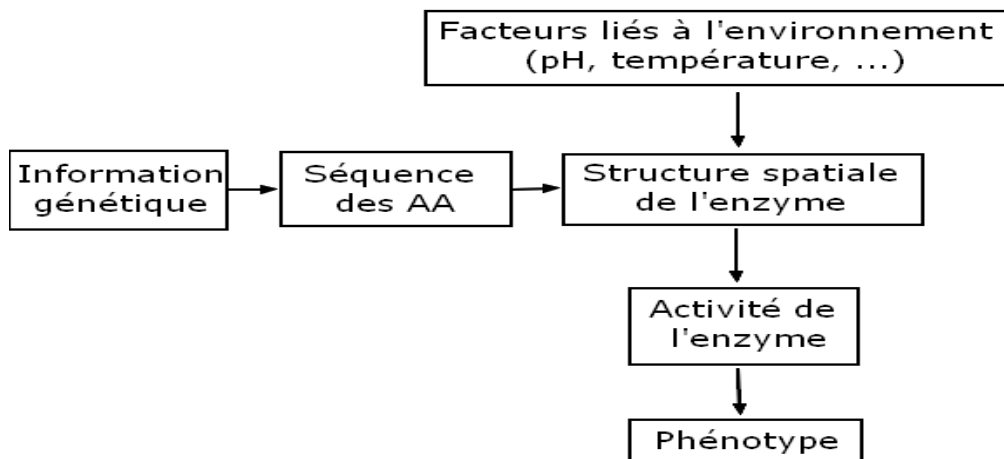 Facteurs liés à l'environnement
(pH, température, ...)
Information
génétique
Séquence
des AA
Structure spatiale
de l'enzyme
Activité de
l'enzyme
Phénotype